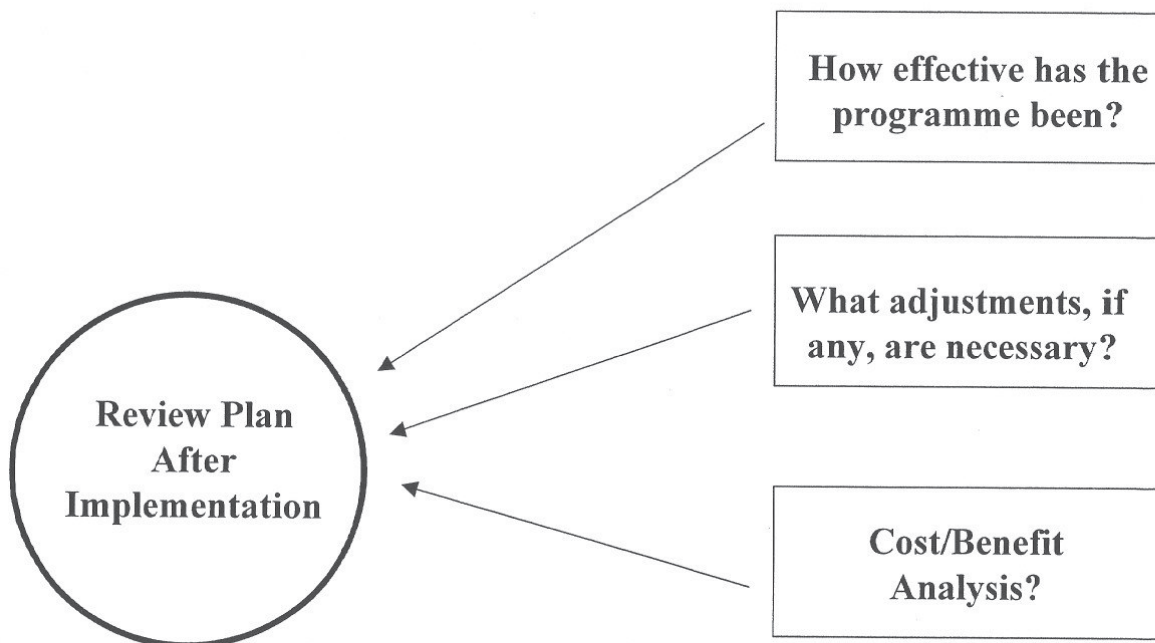 How effective has the
programme been?
What adjustments, if
any, are necessary?
Review Plan
After
Implementation
Cost/Benefit
Analysis?